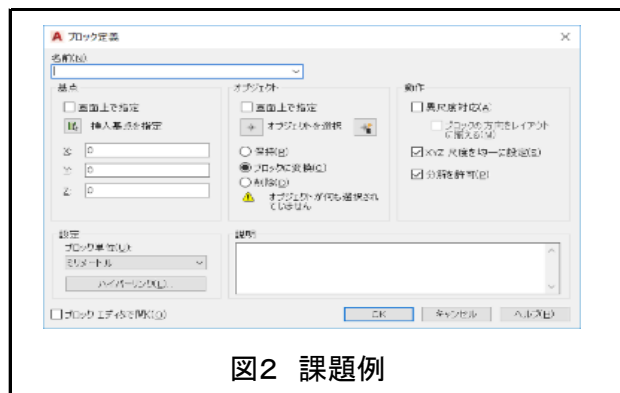 ブロック定義
名前(N):
基点
画面上で指定
挿入基点を指定
X: 0
Y: 0
Z: 0
オブジェクト
画面上で指定
オブジェクトを選択
保持(R)
ブロックに変換(C)
削除(D)
オブジェクトが何も選択され
ていません
動作
異尺度対応(A)
ブロックの方向をレイアウト
に揃える(M)
XYZ 尺度を均一に設定(S)
分解を許可(P)
設定
ブロック単位(U):
ミリメートル
ハイパーリンク(L)...
説明
ブロック エディタで開く(O)
OK
キャンセル
ヘルプ(H)
図2 課題例